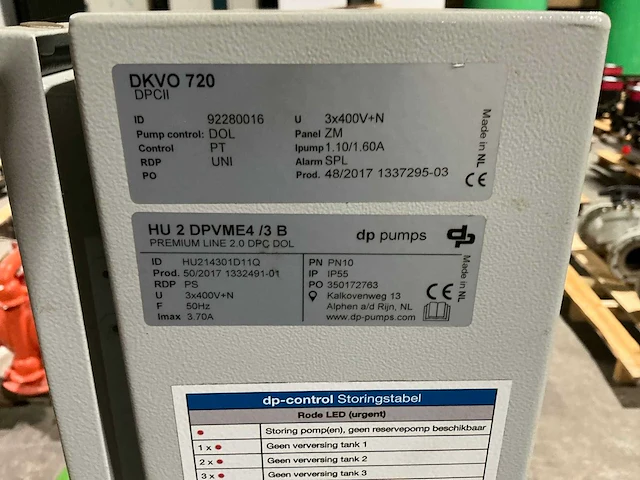 DKVO 720
DPCII
ID 92280016 U 3x400V+N
Pump control: DOL Panel ZM
Control PT Ipump 1.10/1.60A
RDP UNI Alarm SPL
PO Prod. 48/2017 1337295-03
Made in NL
CE
HU 2 DPVME4 /3 B
PREMIUM LINE 2.0 DPC DOL
dp pumps dp
ID HU214301D11Q PN PN10
Prod. 50/2017 1332491-01 IP IP55
RDP PS PO 350172763
U 3x400V+N Kalkovenweg 13
F 50Hz Alphen a/d Rijn, NL
Imax 3.70A www.dp-pumps.com
CE
Made in NL
dp-control Storingstabel
Rode LED (urgent)
Storing pomp(en), geen reservepomp beschikbaar
1 x Geen verversing tank 1
2 x Geen verversing tank 2
3 x Geen verversing tank 3